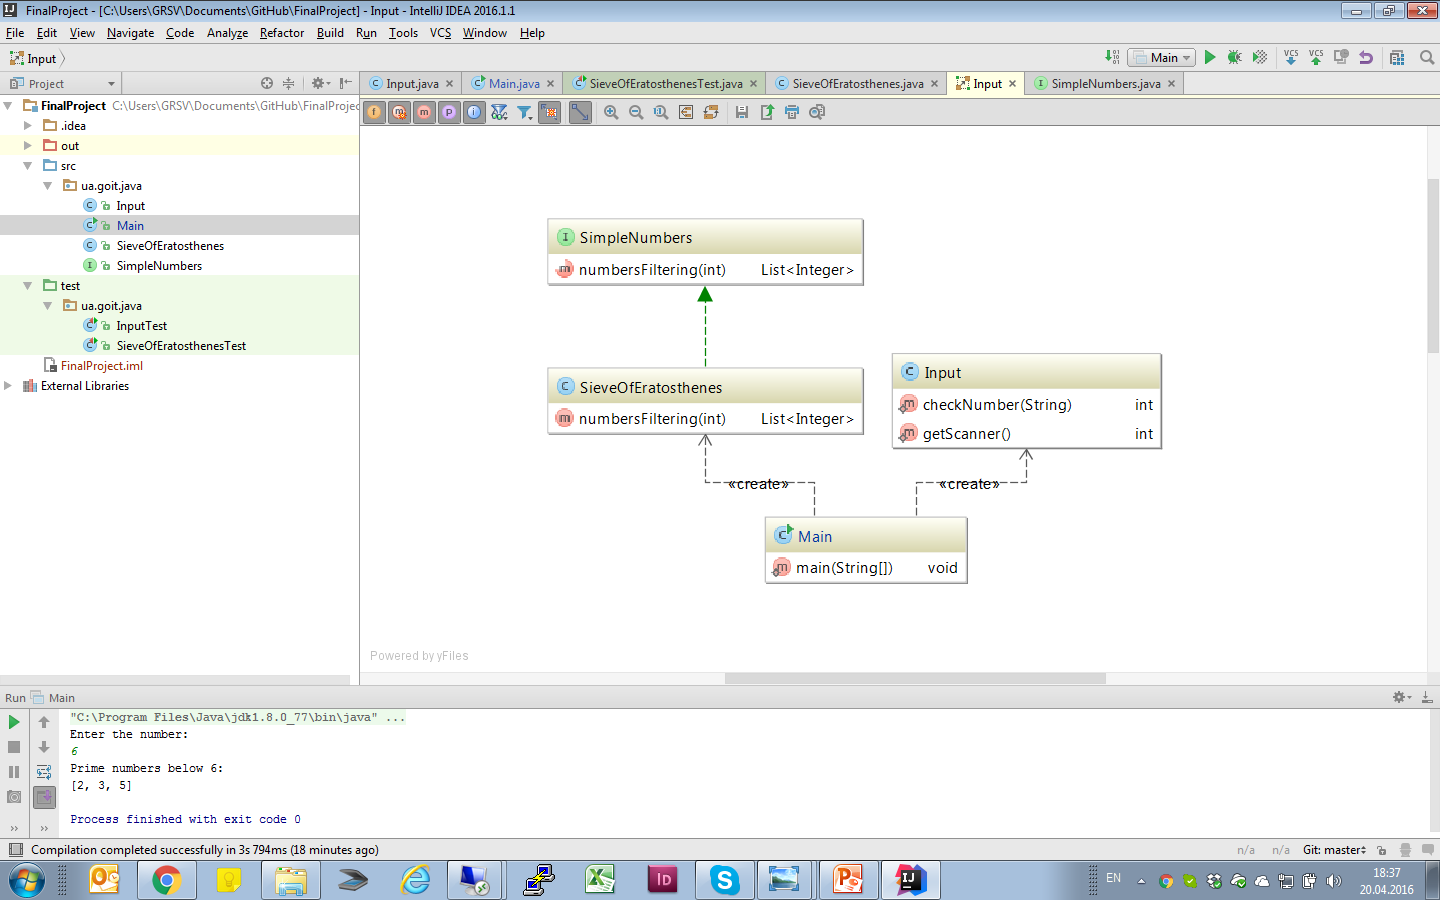 FinalProject - [C:\Users\GRSV\Documents\GitHub\FinalProject] - Input - IntelliJ IDEA 2016.1.1
File Edit View Navigate Code Analyze Refactor Build Run Tools VCS Window Help
Input Main VCS VCS
Project Input.java Main.java SieveOfEratosthenesTest.java SieveOfEratosthenes.java Input SimpleNumbers.java
FinalProject C:\Users\GRSV\Documents\GitHub\FinalProjec
.idea
out
src
ua.goit.java
Input
Main
SieveOfEratosthenes
SimpleNumbers
test
ua.goit.java
InputTest
SieveOfEratosthenesTest
FinalProject.iml
External Libraries
SimpleNumbers
numbersFiltering(int) List<Integer>
SieveOfEratosthenes
numbersFiltering(int) List<Integer>
Input
checkNumber(String) int
getScanner() int
«create» «create»
Main
main(String[]) void
Powered by yFiles
Run Main
"C:\Program Files\Java\jdk1.8.0_77\bin\java" ...
Enter the number:
6
Prime numbers below 6:
[2, 3, 5]
Process finished with exit code 0
Compilation completed successfully in 3s 794ms (18 minutes ago) n/a n/a Git: master
EN 18:37
20.04.2016